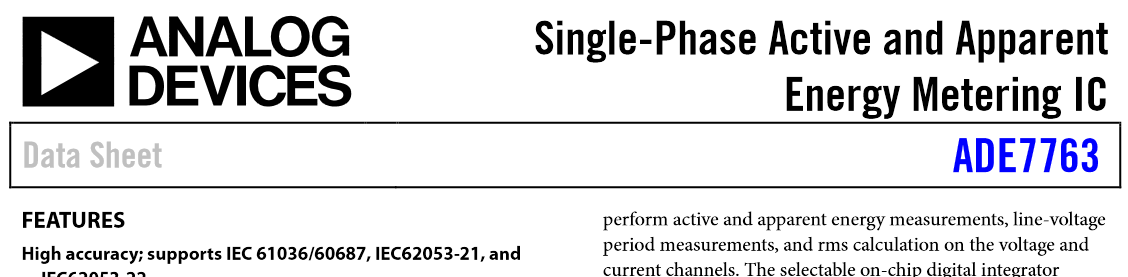 ANALOG
DEVICES
Single-Phase Active and Apparent
Energy Metering IC
Data Sheet
ADE7763
FEATURES
High accuracy; supports IEC 61036/60687, IEC62053-21, and
IEC62053-22
perform active and apparent energy measurements, line-voltage
period measurements, and rms calculation on the voltage and
current channels. The selectable on-chip digital integrator